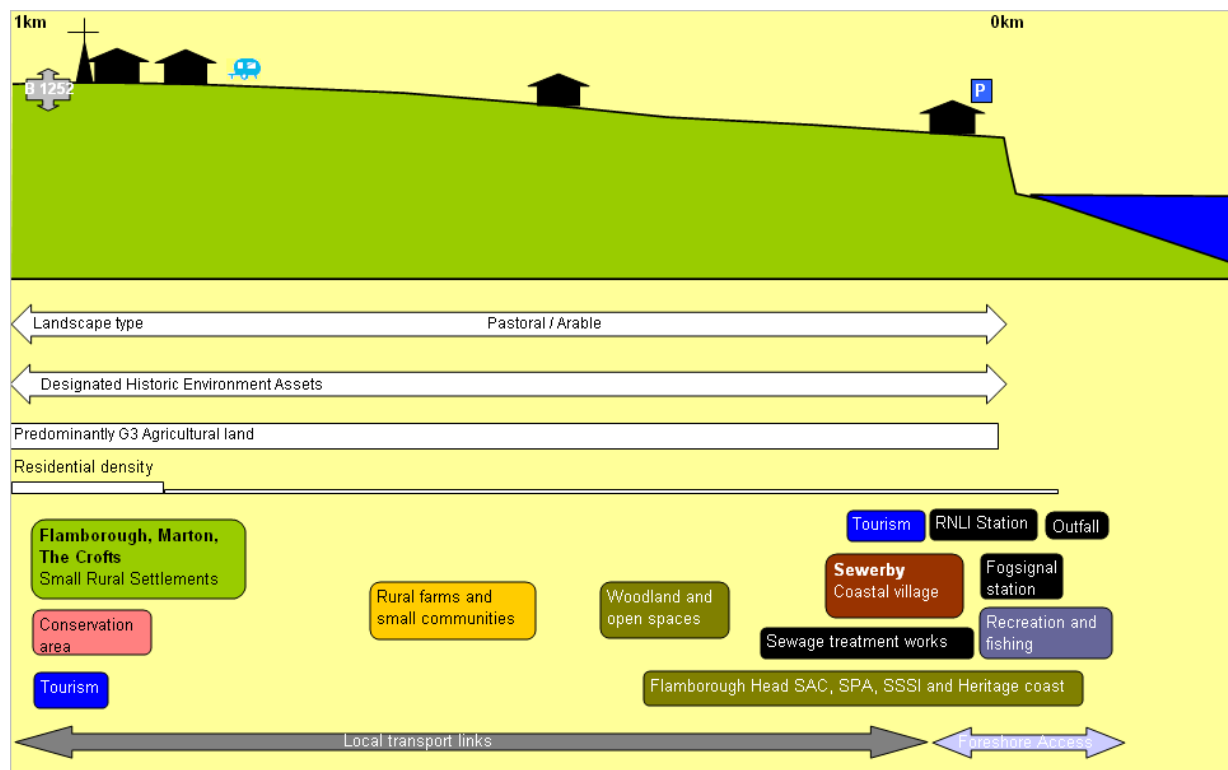 1km
0km
B 1252
P
Landscape type
Pastoral / Arable
Designated Historic Environment Assets
Predominantly G3 Agricultural land
Residential density
Flamborough, Marton,
The Crofts
Small Rural Settlements
Conservation
area
Tourism
Rural farms and
small communities
Woodland and
open spaces
Tourism
RNLI Station
Outfall
Sewerby
Coastal village
Fogsignal
station
Sewage treatment works
Recreation and
fishing
Flamborough Head SAC, SPA, SSSI and Heritage coast
Local transport links
Foreshore Access